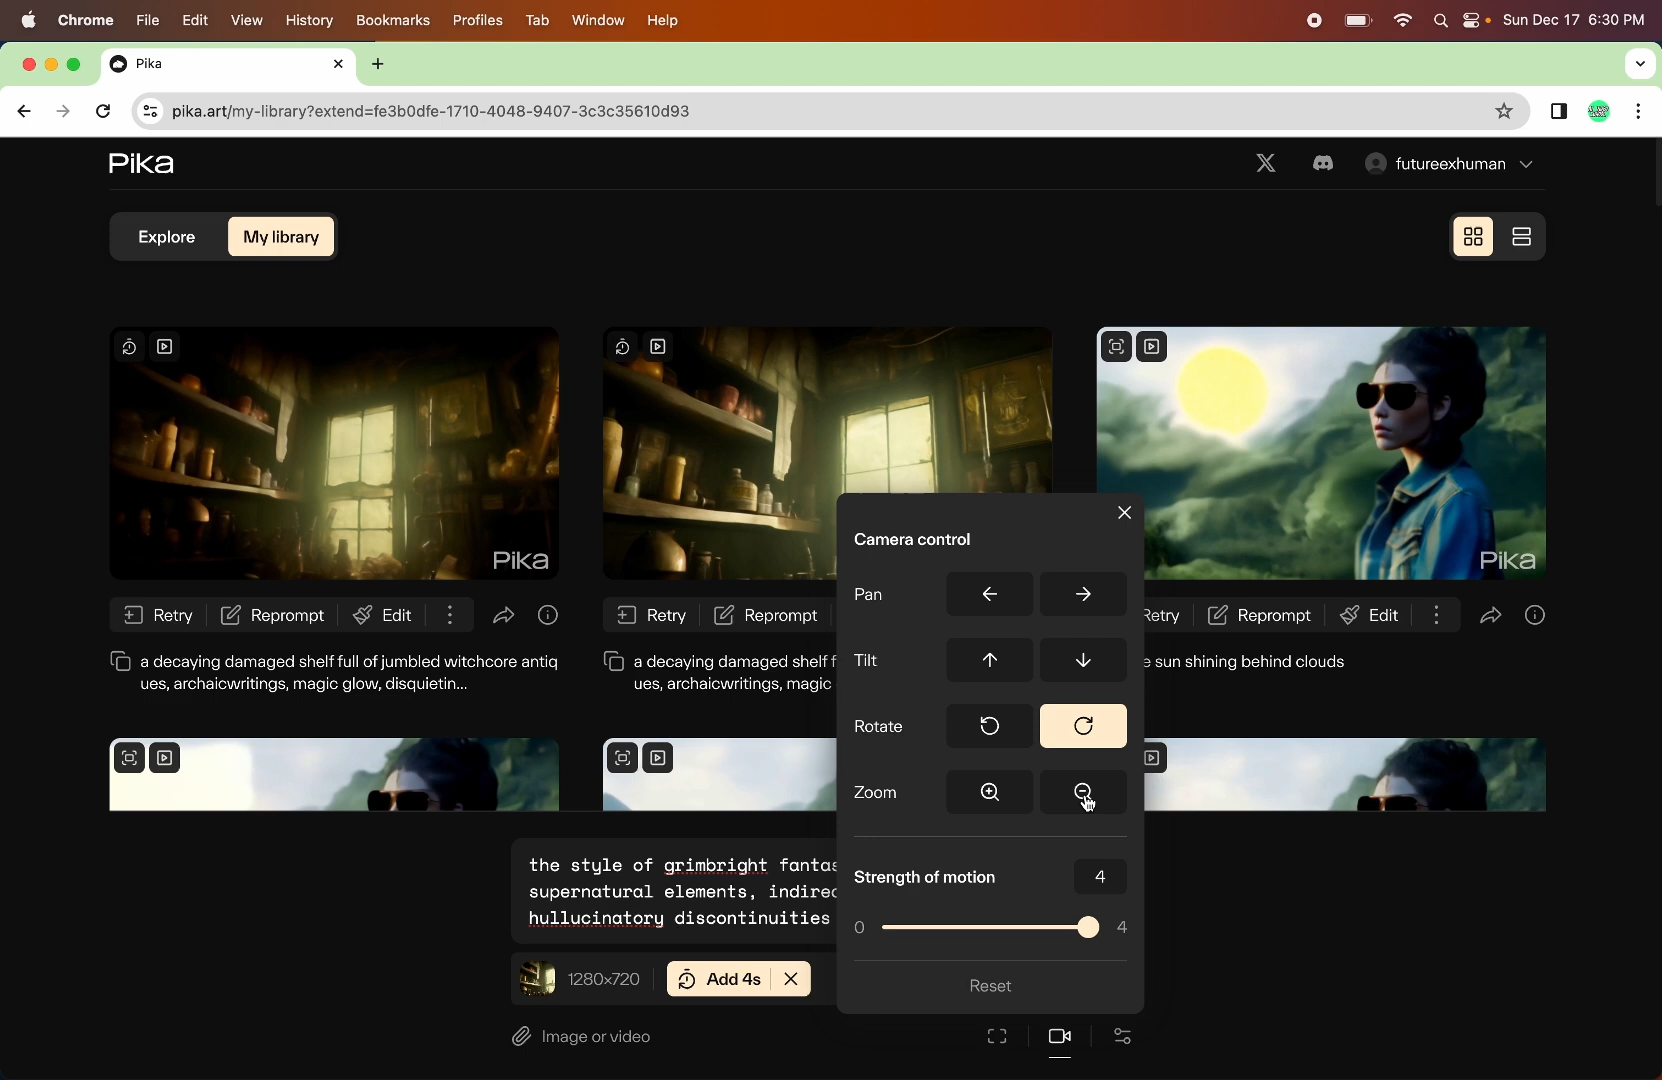 Chrome File Edit View History Bookmarks Profiles Tab Window Help Sun Dec 17 6:30 PM
Pika
pika.art/my-library?extend=fe3b0dfe-1710-4048-9407-3c3c35610d93
Pika futureexhuman
Explore My library
Pika Pika
Retry Reprompt Edit Retry Reprompt Retry Reprompt Edit
a decaying damaged shelf full of jumbled witchcore antiq
ues, archaicwritings, magic glow, disquietin...
a decaying damaged shelf f
ues, archaicwritings, magic
e sun shining behind clouds
Camera control
Pan
Tilt
Rotate
Zoom
Strength of motion 4
0 4
Reset
the style of grimbright fantas
supernatural elements, indirec
hullucinatory discontinuities
1280×720 Add 4s
Image or video